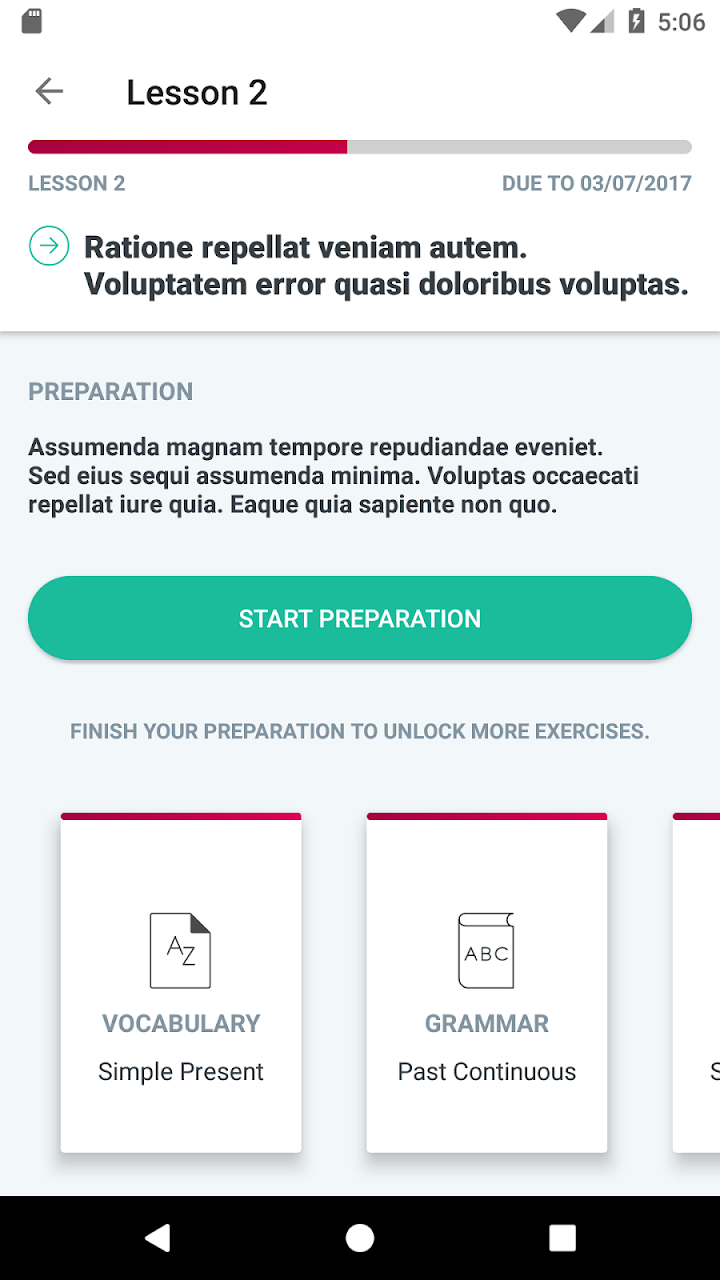 5:06
Lesson 2
LESSON 2
DUE TO 03/07/2017
Ratione repellat veniam autem.
Voluptatem error quasi doloribus voluptas.
PREPARATION
Assumenda magnam tempore repudiandae eveniet.
Sed eius sequi assumenda minima. Voluptas occaecati
repellat iure quia. Eaque quia sapiente non quo.
START PREPARATION
FINISH YOUR PREPARATION TO UNLOCK MORE EXERCISES.
AZ
VOCABULARY
Simple Present
ABC
GRAMMAR
Past Continuous